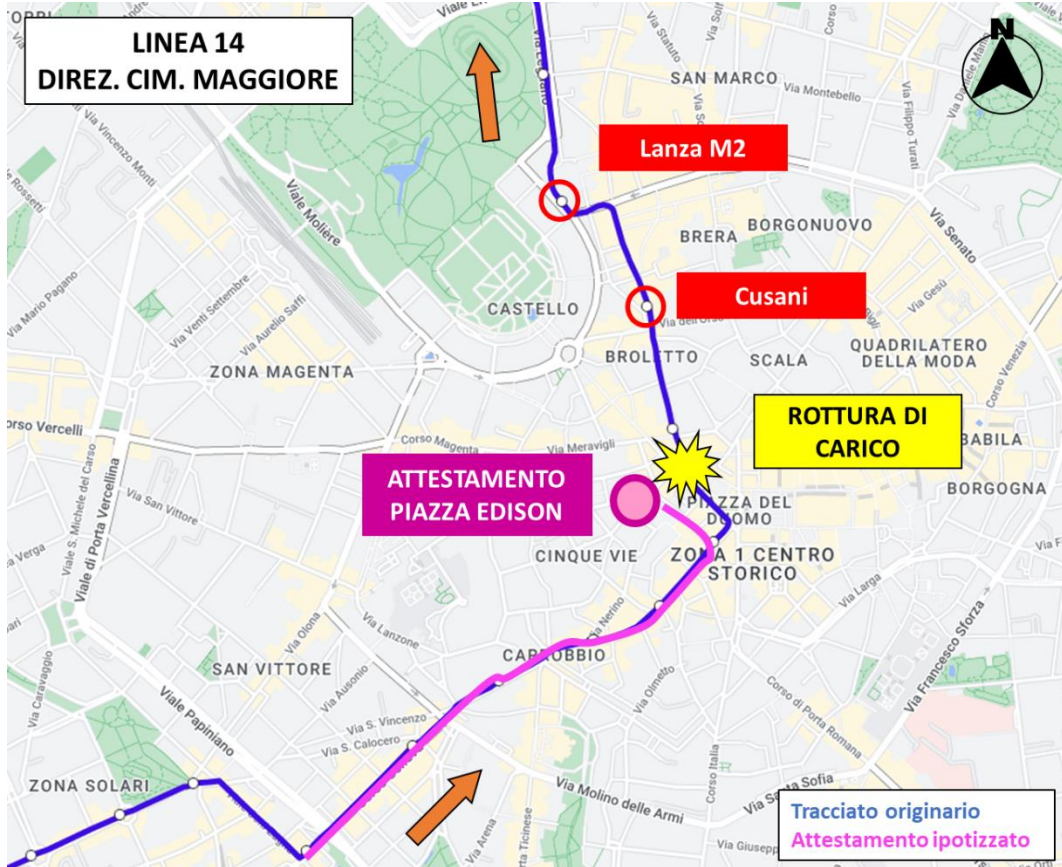 LINEA 14
DIREZ. CIM. MAGGIORE
N
Via Statuto
SAN MARCO
Via Montebello
Via Filippo Turati
Via Vincenzo Monti
Viale Molière
Lanza M2
BORGONUOVO
BRERA
Via Senato
Via Mario Pagano
Via Venti Settembre
Via Aurelio Saffi
CASTELLO
Cusani
Via Gesù
Corso Venezia
ZONA MAGENTA
BROLETTO
SCALA
QUADRILATERO
DELLA MODA
Corso Magenta
Via Meravigli
ROTTURA DI
CARICO
BABILA
BORGOGNA
ATTESTAMENTO
PIAZZA EDISON
PIAZZA DEL
DUOMO
Via San Vittore
Via S. Michele del Carso
Viale di Porta Vercellina
CINQUE VIE
ZONA 1 CENTRO
STORICO
Via Larga
Via Nerino
Via Lanzone
Via Olona
Via Francesco Sforza
SAN VITTORE
Via Ausonio
CARROBBIO
Via Olmetto
Via Caravaggio
Viale Papiniano
Via S. Vincenzo
Via S. Calocero
Corso di Porta Romana
Corso Italia
ZONA SOLARI
Via Molino delle Armi
Via Santa Sofia
Via Arena
Tracciato originario
Attestamento ipotizzato